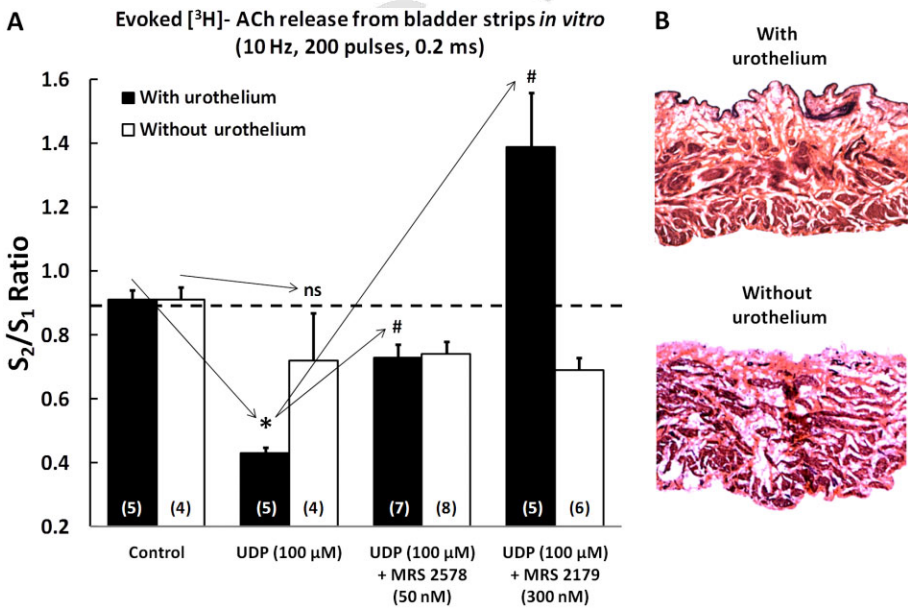 A
Evoked [³H]- ACh release from bladder strips in vitro
(10 Hz, 200 pulses, 0.2 ms)
S₂/S₁ Ratio
1.6
1.4
1.2
1.0
0.8
0.6
0.4
0.2
With urothelium
Without urothelium
ns
*
#
#
(5)
(4)
(5)
(4)
(7)
(8)
(5)
(6)
Control
UDP (100 µM)
UDP (100 µM)
+ MRS 2578
(50 nM)
UDP (100 µM)
+ MRS 2179
(300 nM)
B
With
urothelium
Without
urothelium